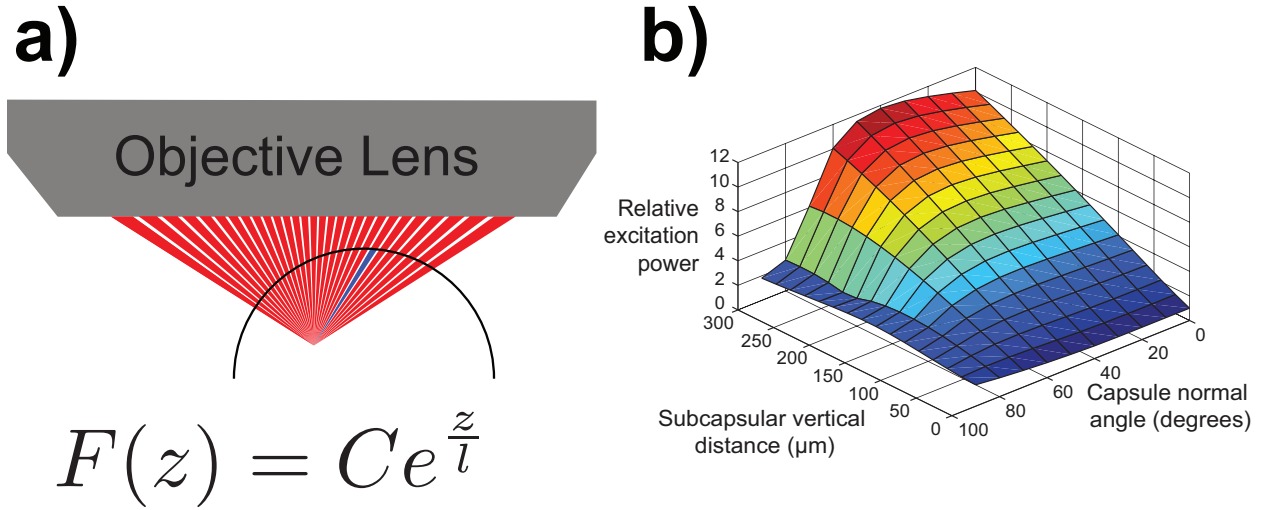 a)
Objective Lens
F(z) = Ce^{\frac{z}{l}}
b)
Relative
excitation
power
12
10
8
6
4
2
0
300
250
200
150
100
50
0
Subcapsular vertical
distance (μm)
100
80
60
40
20
0
Capsule normal
angle (degrees)